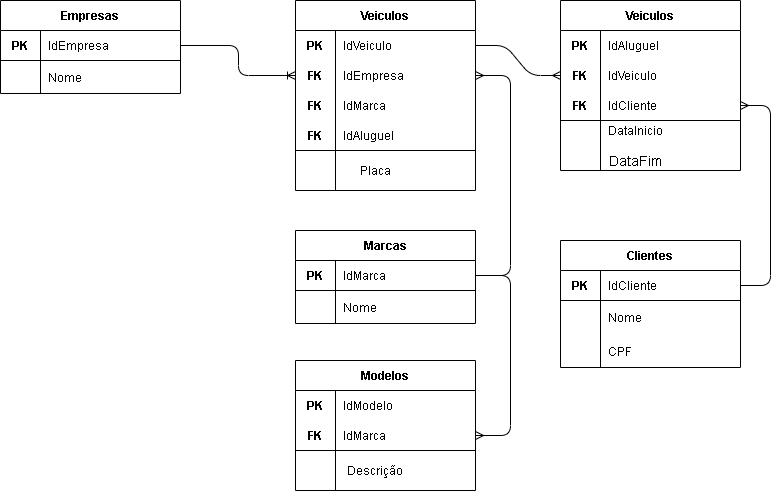 Empresas
PK IdEmpresa
Nome
Veiculos
PK IdVeiculo
FK IdEmpresa
FK IdMarca
FK IdAluguel
Placa
Veiculos
PK IdAluguel
FK IdVeiculo
FK IdCliente
DataInicio
DataFim
Marcas
PK IdMarca
Nome
Clientes
PK IdCliente
Nome
CPF
Modelos
PK IdModelo
FK IdMarca
Descrição